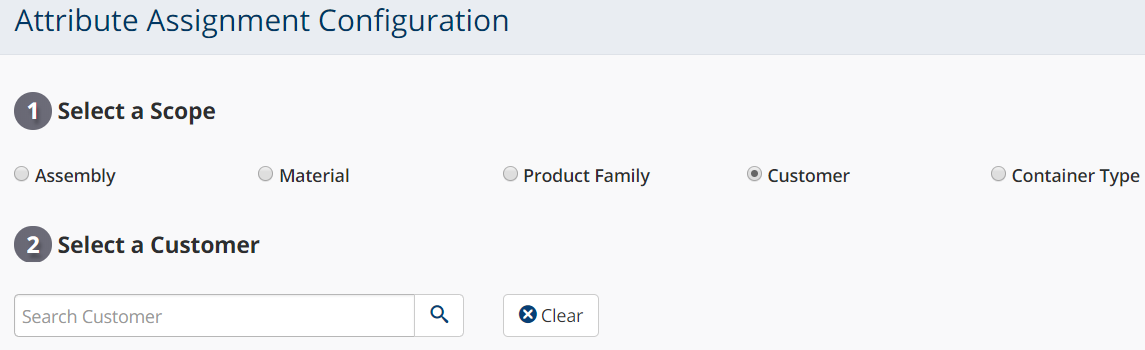 Attribute Assignment Configuration
1 Select a Scope
Assembly Material Product Family Customer Container Type
2 Select a Customer
Search Customer Clear